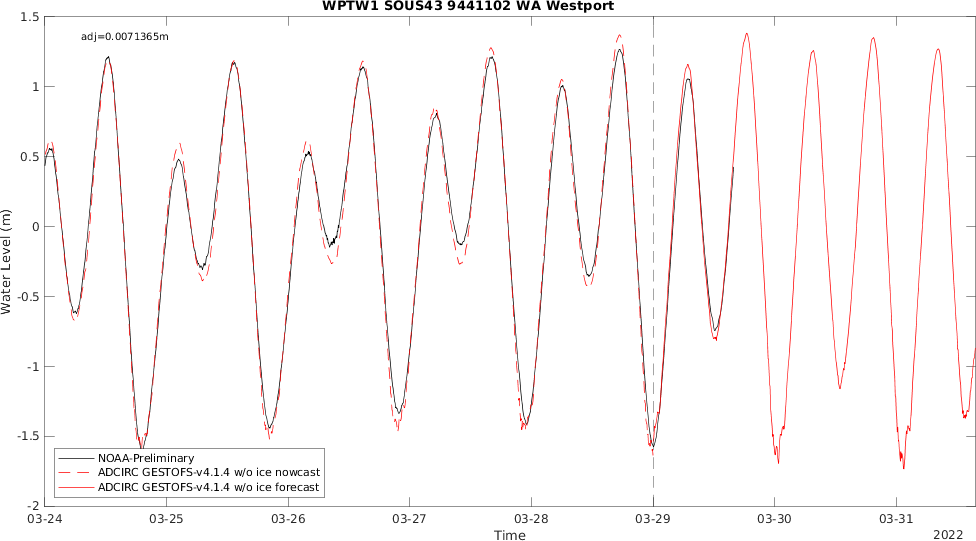 WPTW1 SOUS43 9441102 WA Westport
adj=0.0071365m
1.5
1
0.5
0
-0.5
-1
-1.5
-2
Water Level (m)
NOAA-Preliminary
ADCIRC GESTOFS-v4.1.4 w/o ice nowcast
ADCIRC GESTOFS-v4.1.4 w/o ice forecast
03-24 03-25 03-26 03-27 03-28 03-29 03-30 03-31
Time
2022